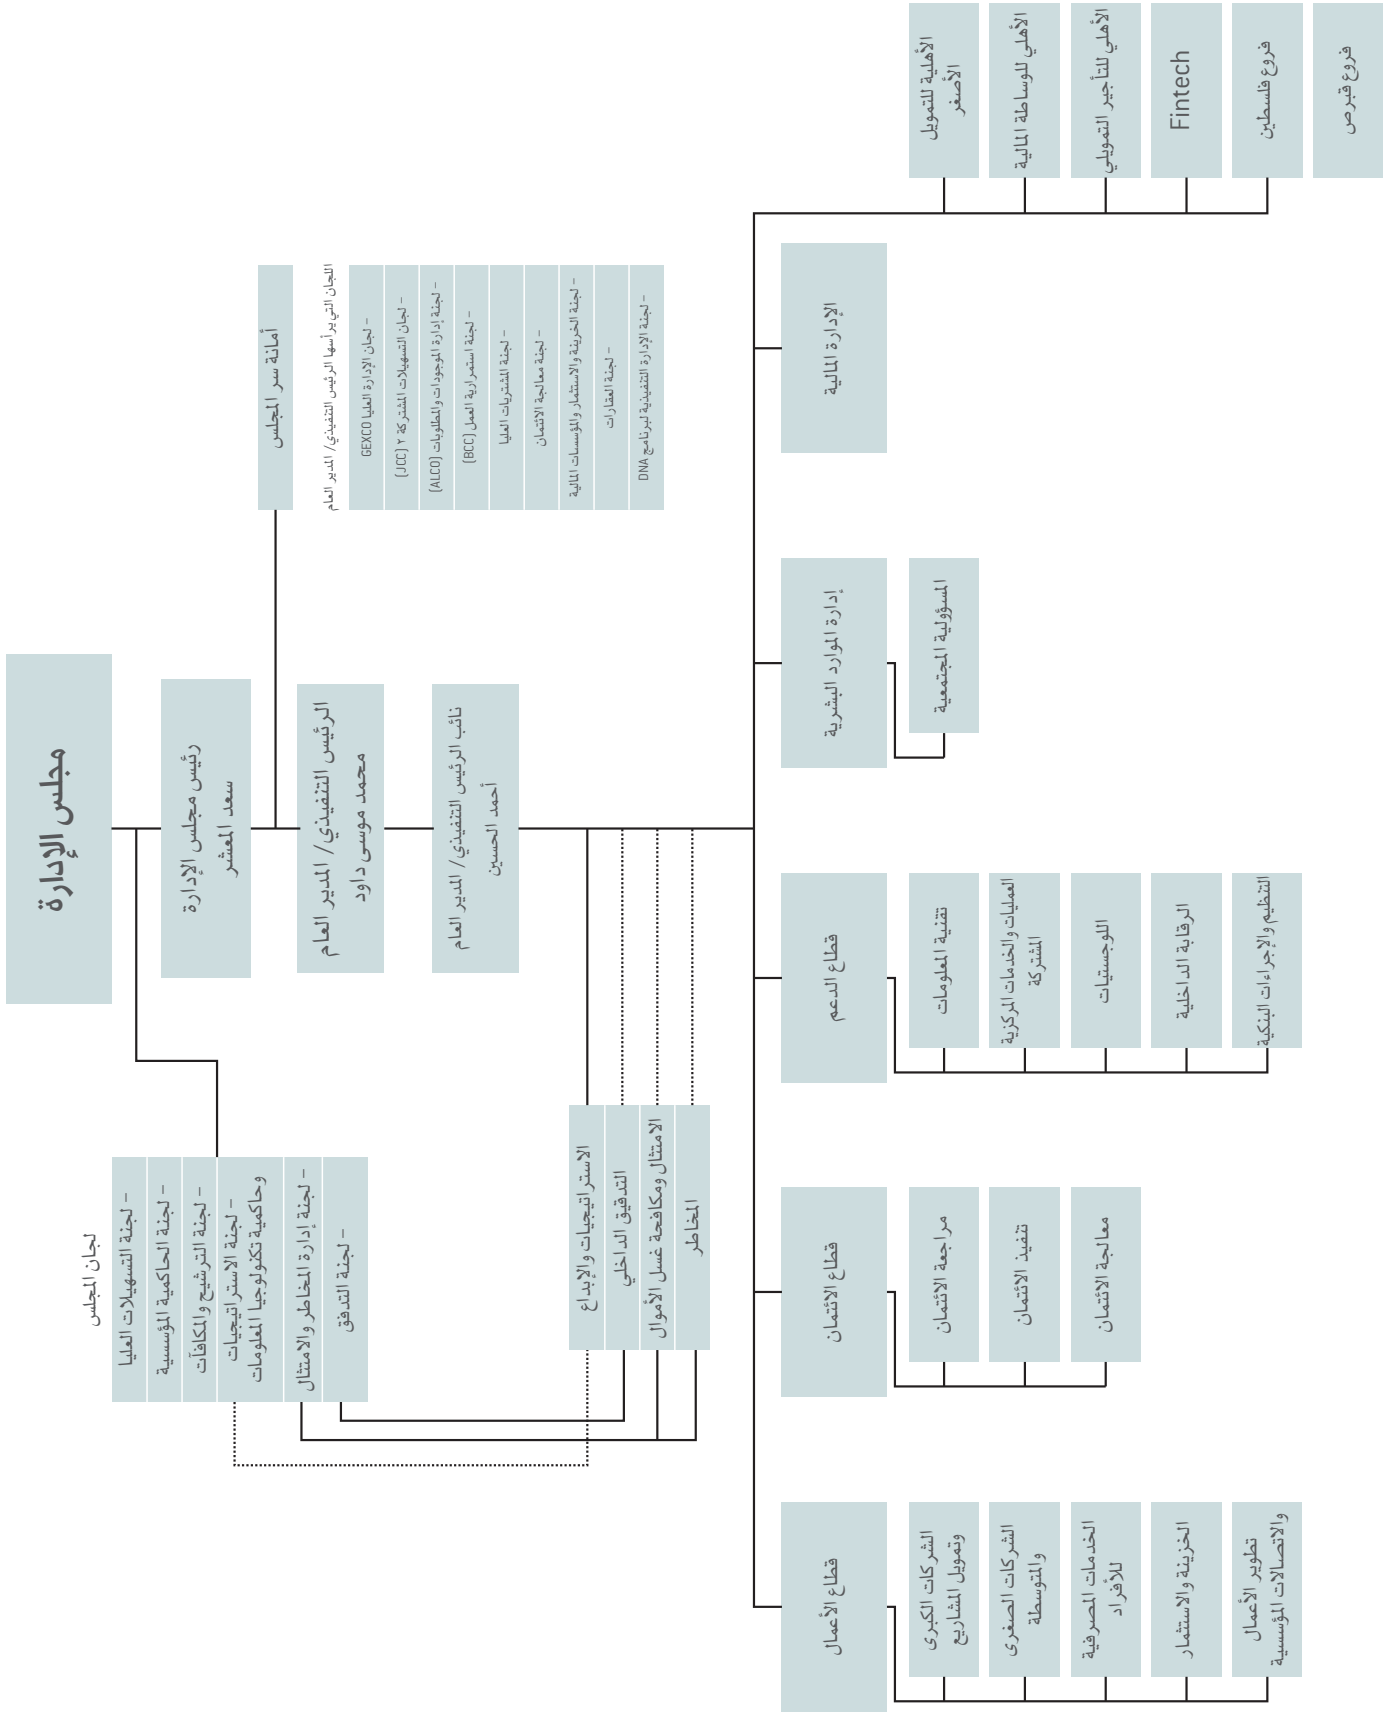 مجلس الإدارة
رئيس مجلس الإدارة
سعد المعشر
أمانة سر المجلس
الرئيس التنفيذي/ المدير العام
محمد موسى داود
نائب الرئيس التنفيذي/ المدير العام
أحمد الحسين
لجان المجلس
- لجنة التسهيلات العليا
- لجنة الحاكمية المؤسسية
- لجنة الترشيح والمكافآت
- لجنة الاستراتيجيات
وحاكمية تكنولوجيا المعلومات
- لجنة إدارة المخاطر والامتثال
- لجنة التدقق
اللجان التي يرأسها الرئيس التنفيذي/ المدير العام
- لجان الإدارة العليا GEXCO
- لجان التسهيلات المشتركة ٢ (JCC)
- لجنة إدارة الموجودات والمطلوبات (ALCO)
- لجنة استمرارية العمل (BCC)
- لجنة المشتريات العليا
- لجنة معالجة الائتمان
- لجنة الخزينة والاستثمار والمؤسسات المالية
- لجنة العقارات
- لجنة الإدارة التنفيذية لبرنامج DNA
الاستراتيجيات والإبداع
التدقيق الداخلي
الامتثال ومكافحة غسل الأموال
المخاطر
الإدارة المالية
إدارة الموارد البشرية
قطاع الدعم
قطاع الائتمان
قطاع الأعمال
الأهلية للتمويل
الأصغر
الأهلي للوساطة المالية
الأهلي للتأجير التمويلي
Fintech
فروع فلسطين
فروع قبرص
المسؤولية المجتمعية
تقنية المعلومات
العمليات والخدمات المركزية
المشتركة
اللوجستيات
الرقابة الداخلية
التنظيم والإجراءات البنكية
مراجعة الائتمان
تنفيذ الائتمان
معالجة الائتمان
الشركات الكبرى
وتمويل المشاريع
الشركات الصغرى
والمتوسطة
الخدمات المصرفية
للأفراد
الخزينة والاستثمار
تطوير الأعمال
والاتصالات المؤسسية